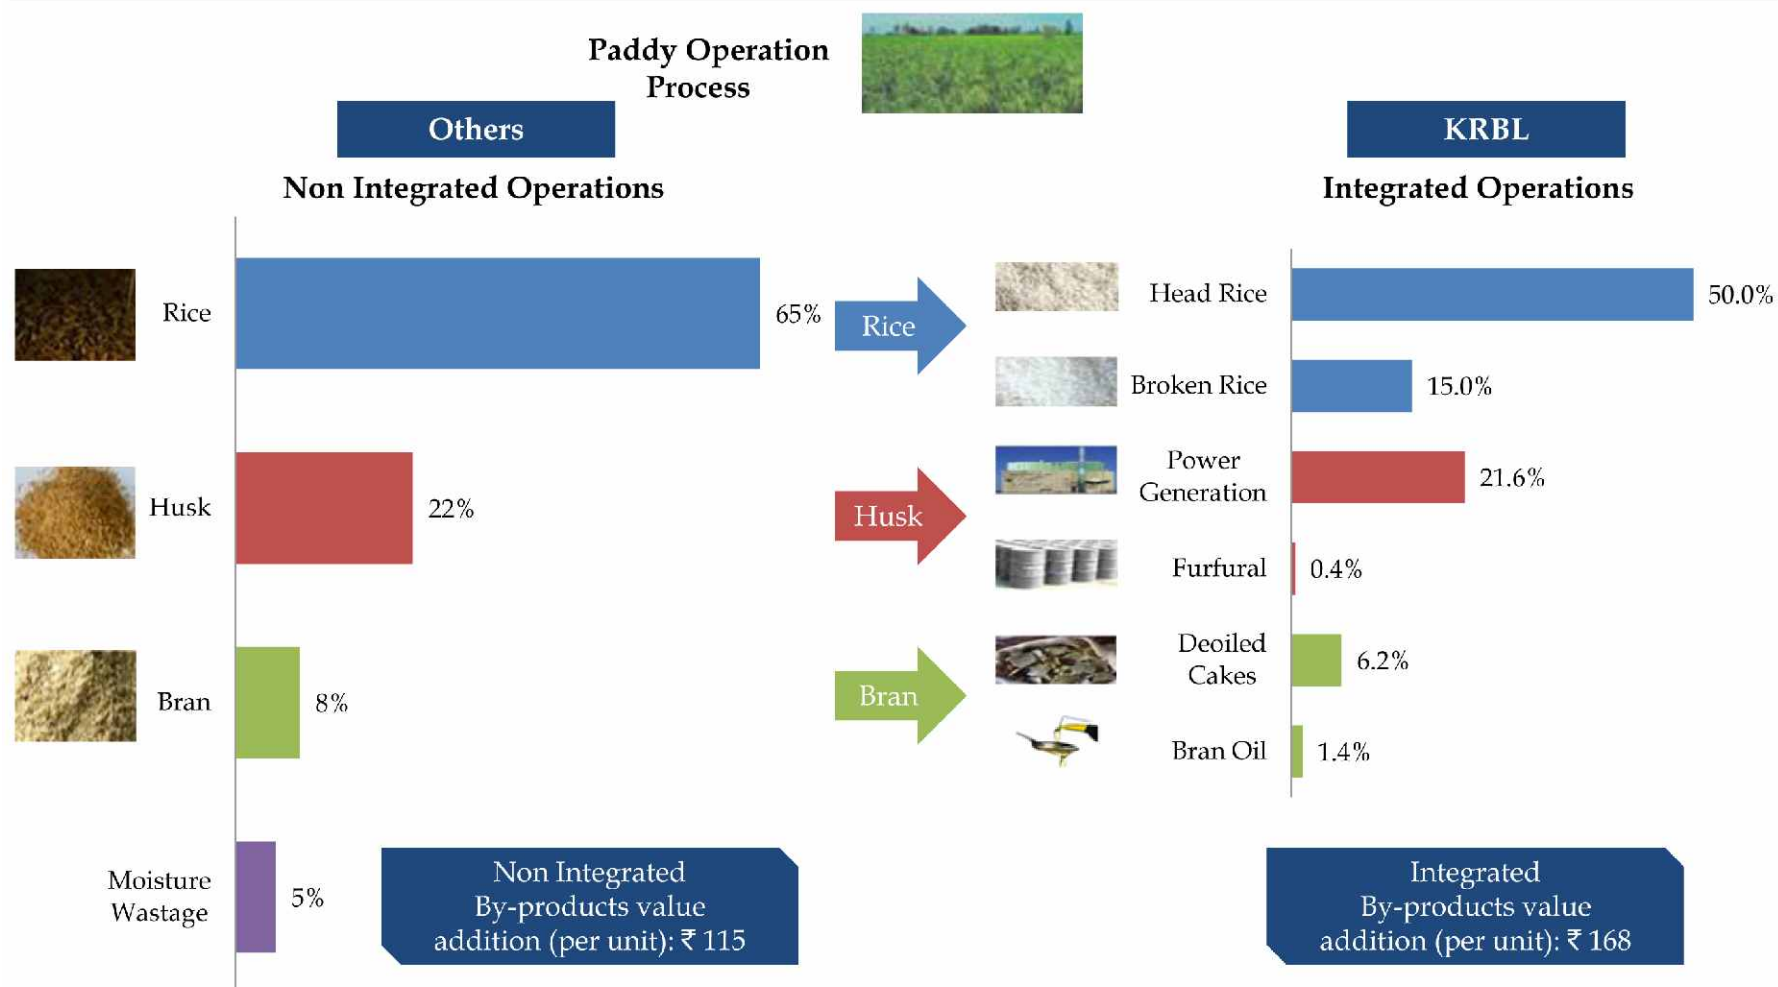 Paddy Operation
Process
Others
Non Integrated Operations
Rice
65%
Husk
22%
Bran
8%
Moisture
Wastage
5%
Non Integrated
By-products value
addition (per unit): ₹ 115
Rice
Husk
Bran
KRBL
Integrated Operations
Head Rice
50.0%
Broken Rice
15.0%
Power
Generation
21.6%
Furfural
0.4%
Deoiled
Cakes
6.2%
Bran Oil
1.4%
Integrated
By-products value
addition (per unit): ₹ 168